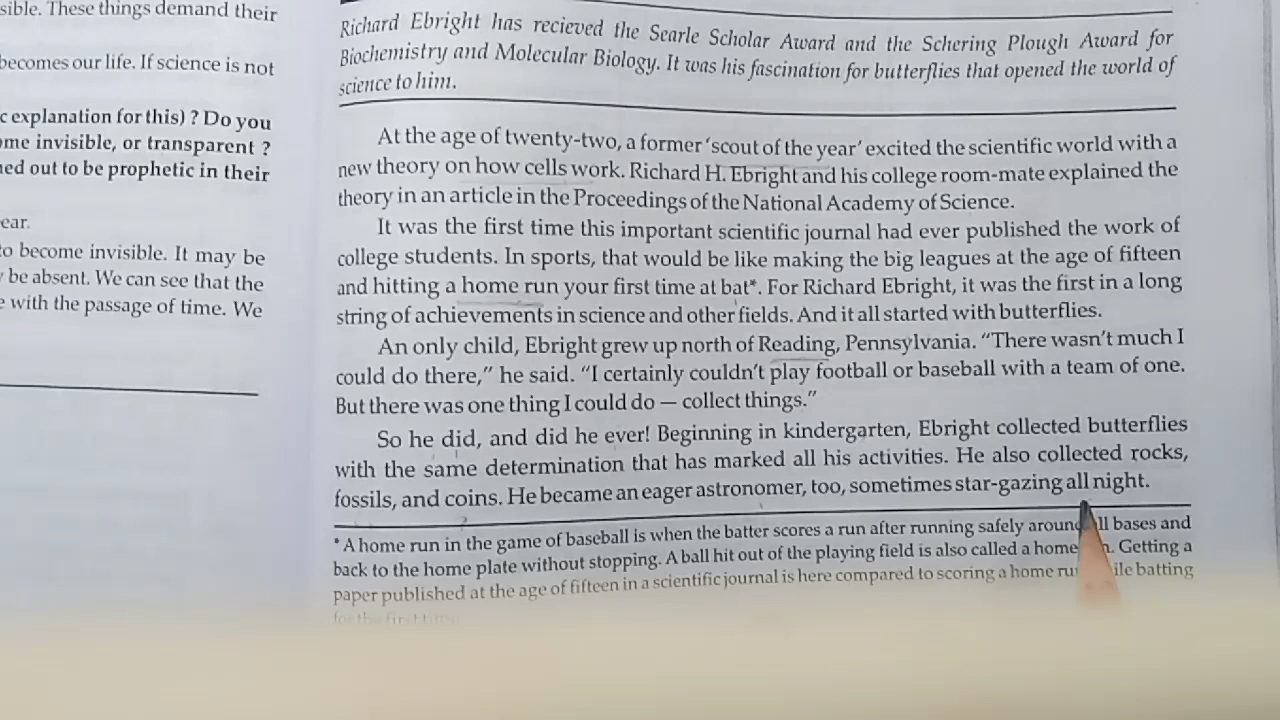 sible. These things demand their
becomes our life. If science is not
c explanation for this) ? Do you
ome invisible, or transparent ?
ned out to be prophetic in their
ear.
to become invisible. It may be
be absent. We can see that the
e with the passage of time. We
Richard Ebright has recieved the Searle Scholar Award and the Schering Plough Award for
Biochemistry and Molecular Biology. It was his fascination for butterflies that opened the world of
science to him.
At the age of twenty-two, a former 'scout of the year' excited the scientific world with a
new theory on how cells work. Richard H. Ebright and his college room-mate explained the
theory in an article in the Proceedings of the National Academy of Science.
It was the first time this important scientific journal had ever published the work of
college students. In sports, that would be like making the big leagues at the age of fifteen
and hitting a home run your first time at bat*. For Richard Ebright, it was the first in a long
string of achievements in science and other fields. And it all started with butterflies.
An only child, Ebright grew up north of Reading, Pennsylvania. "There wasn't much I
could do there," he said. "I certainly couldn't play football or baseball with a team of one.
But there was one thing I could do — collect things."
So he did, and did he ever! Beginning in kindergarten, Ebright collected butterflies
with the same determination that has marked all his activities. He also collected rocks,
fossils, and coins. He became an eager astronomer, too, sometimes star-gazing all night.
* A home run in the game of baseball is when the batter scores a run after running safely around all bases and
back to the home plate without stopping. A ball hit out of the playing field is also called a home Getting a
paper published at the age of fifteen in a scientific journal is here compared to scoring a home run while batting
for the first time